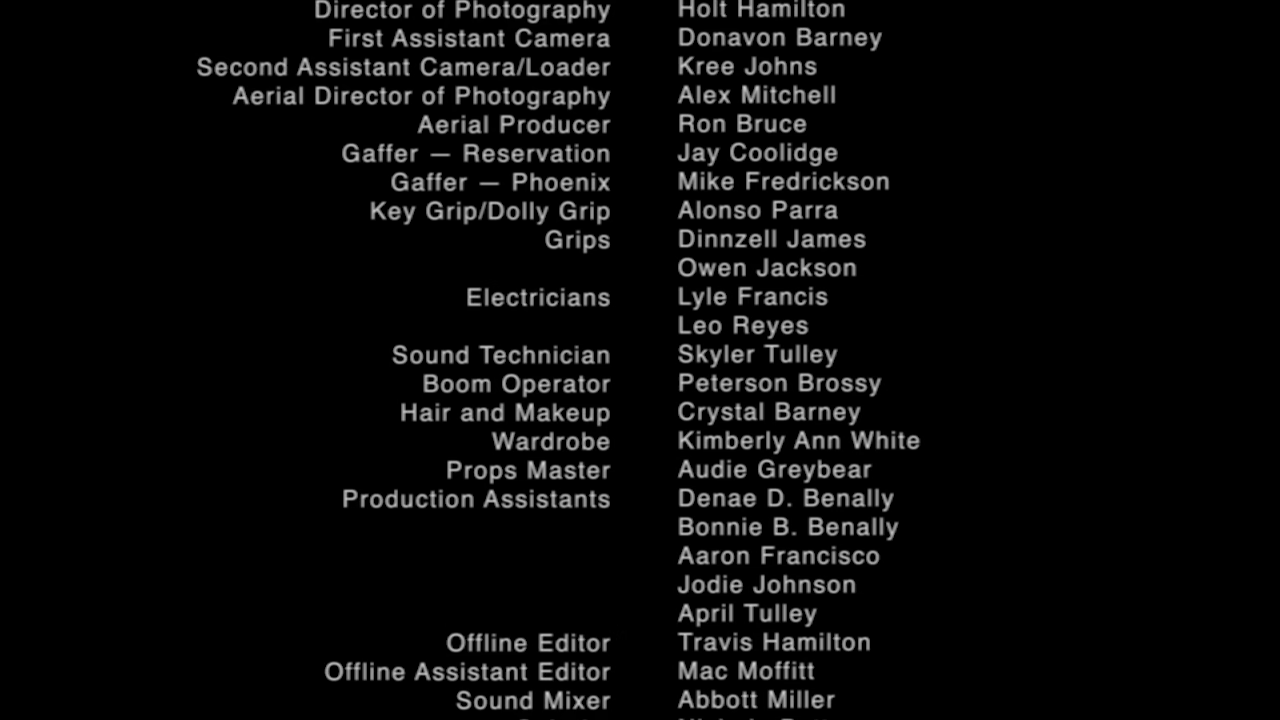 Director of Photography Holt Hamilton
First Assistant Camera Donavon Barney
Second Assistant Camera/Loader Kree Johns
Aerial Director of Photography Alex Mitchell
Aerial Producer Ron Bruce
Gaffer — Reservation Jay Coolidge
Gaffer — Phoenix Mike Fredrickson
Key Grip/Dolly Grip Alonso Parra
Grips Dinnzell James
Owen Jackson
Electricians Lyle Francis
Leo Reyes
Sound Technician Skyler Tulley
Boom Operator Peterson Brossy
Hair and Makeup Crystal Barney
Wardrobe Kimberly Ann White
Props Master Audie Greybear
Production Assistants Denae D. Benally
Bonnie B. Benally
Aaron Francisco
Jodie Johnson
April Tulley
Offline Editor Travis Hamilton
Offline Assistant Editor Mac Moffitt
Sound Mixer Abbott Miller